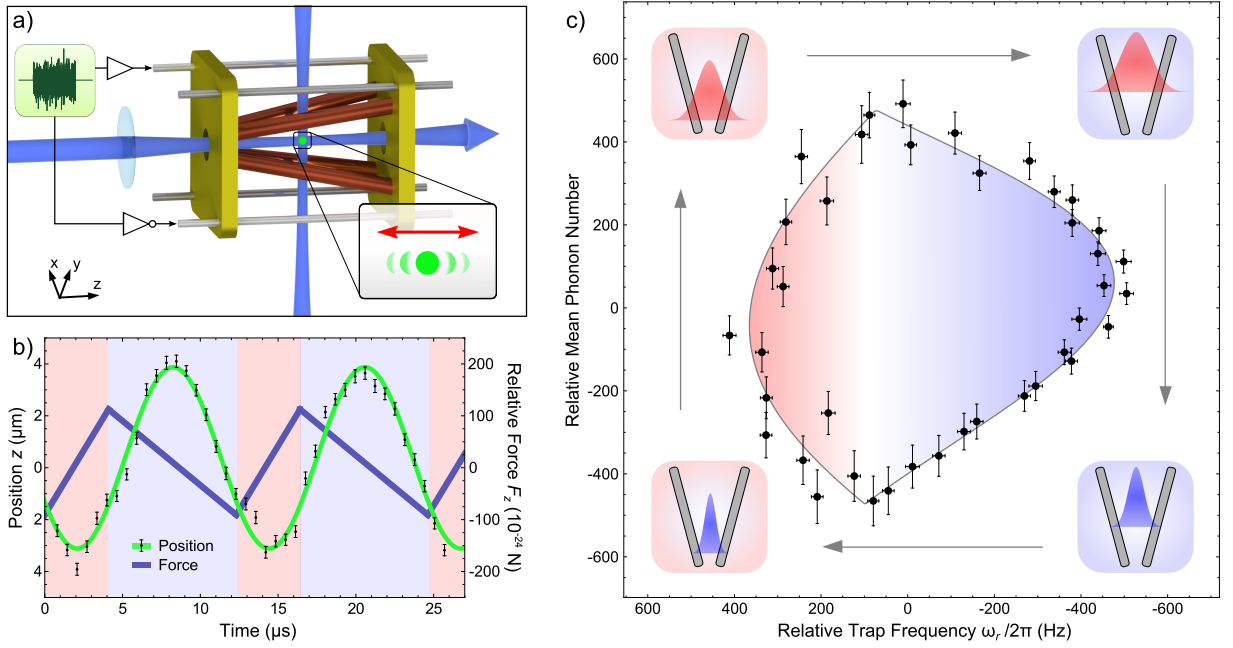 a)
x
y
z
b)
Position z (μm)
4
2
0
2
4
200
100
0
-100
-200
Relative Force F_z (10⁻²⁴ N)
Position
Force
0
5
10
15
20
25
Time (μs)
c)
Relative Mean Phonon Number
600
400
200
0
-200
-400
-600
600
400
200
0
-200
-400
-600
Relative Trap Frequency ω_r /2π (Hz)